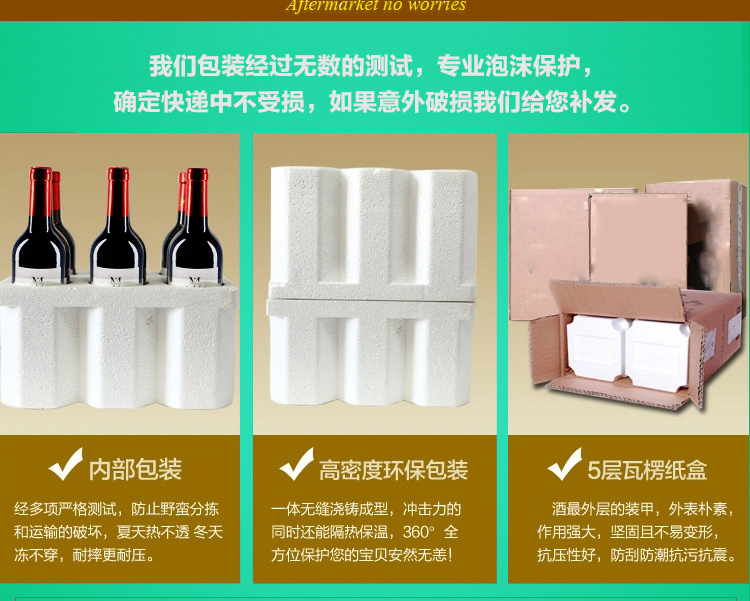 Aftermarket no worries
我们包装经过无数的测试，专业泡沫保护，
确定快递中不受损，如果意外破损我们给您补发。
内部包装
经多项严格测试，防止野蛮分拣
和运输的破坏，夏天热不透 冬天
冻不穿，耐摔更耐压。
高密度环保包装
一体无缝浇铸成型，冲击力的
同时还能隔热保温，360° 全
方位保护您的宝贝安然无恙！
5层瓦楞纸盒
酒最外层的装甲，外表朴素，
作用强大，坚固且不易变形，
抗压性好，防刮防潮抗污抗震。